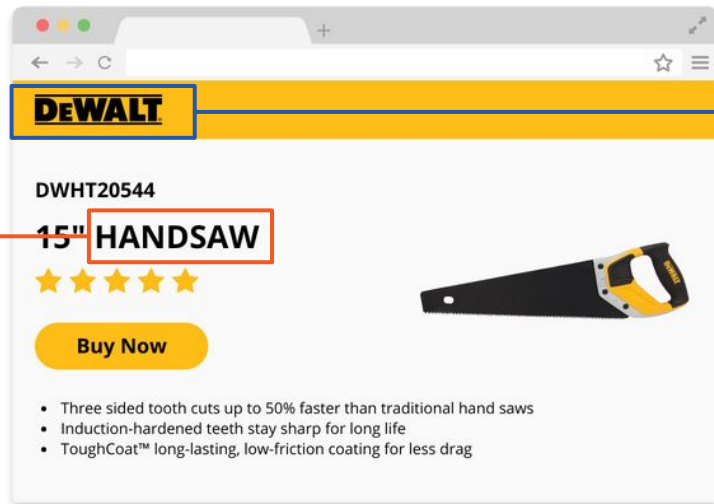 DEWALT
DWHT20544
15" HANDSAW
DEWALT
Buy Now
• Three sided tooth cuts up to 50% faster than traditional hand saws
• Induction-hardened teeth stay sharp for long life
• ToughCoat™ long-lasting, low-friction coating for less drag